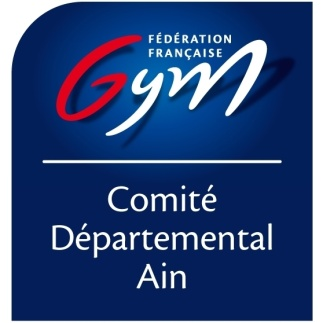 FÉDÉRATION
FRANÇAISE
Gym
Comité
Départemental
Ain